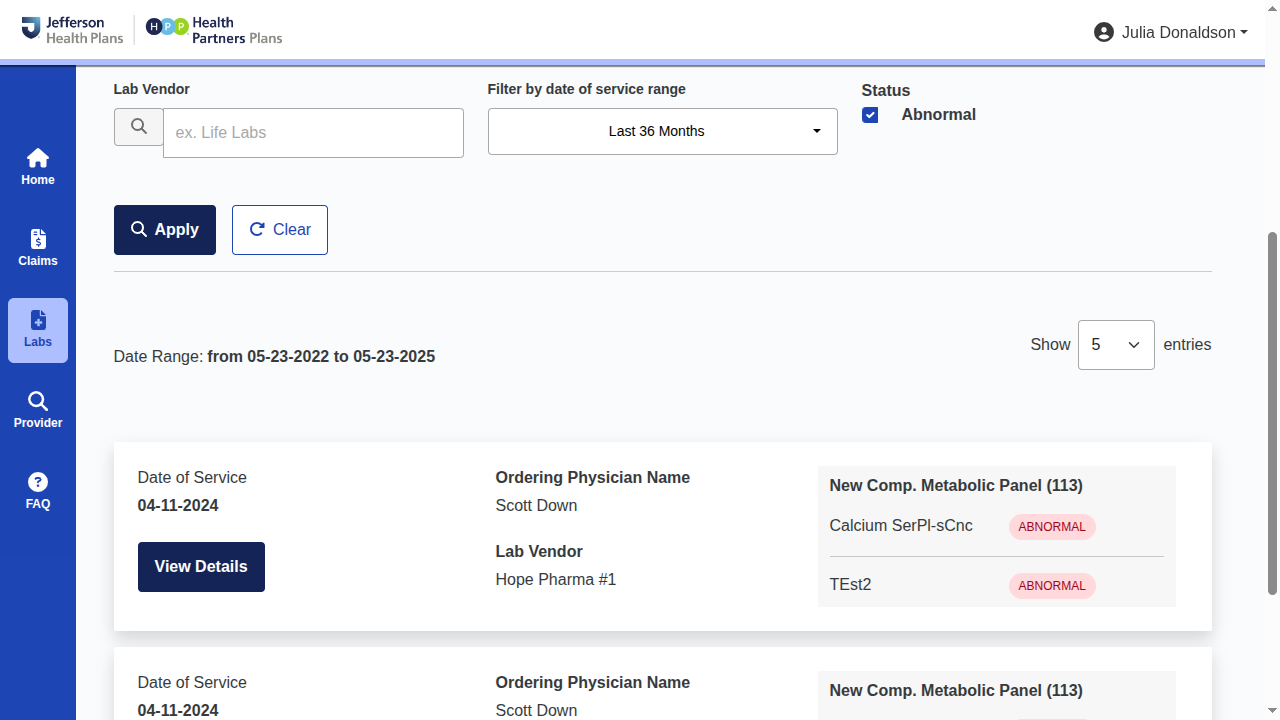 Jefferson
Health Plans
HPP
Health
Partners Plans
Julia Donaldson
Home
Claims
Labs
Provider
FAQ
Lab Vendor
ex. Life Labs
Filter by date of service range
Last 36 Months
Status
Abnormal
Apply
Clear
Date Range: from 05-23-2022 to 05-23-2025
Show 5 entries
Date of Service
04-11-2024
View Details
Ordering Physician Name
Scott Down
Lab Vendor
Hope Pharma #1
New Comp. Metabolic Panel (113)
Calcium SerPl-sCnc ABNORMAL
TEst2 ABNORMAL
Date of Service
04-11-2024
Ordering Physician Name
Scott Down
New Comp. Metabolic Panel (113)